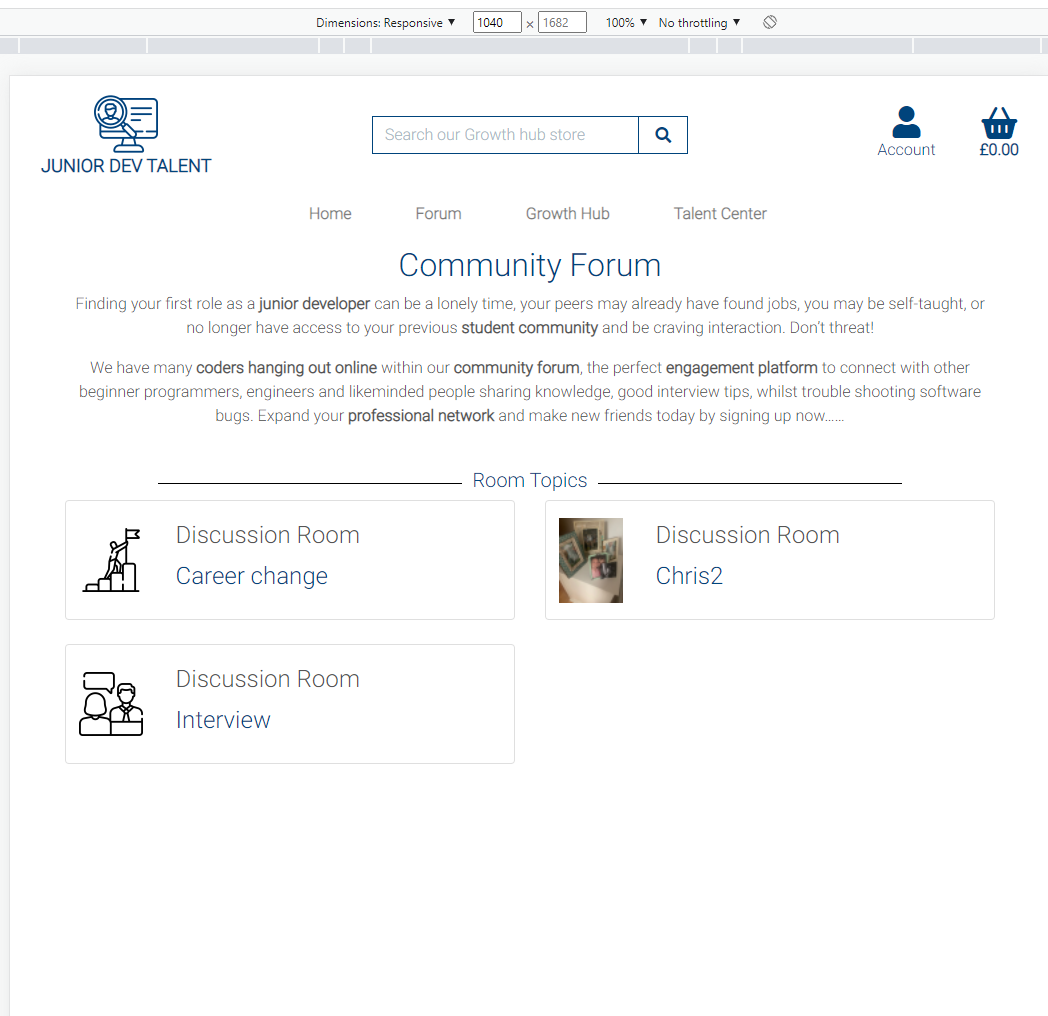 Dimensions: Responsive ▼ 1040 × 1682 100% ▼ No throttling ▼
JUNIOR DEV TALENT
Search our Growth hub store
Account
£0.00
Home Forum Growth Hub Talent Center
Community Forum
Finding your first role as a junior developer can be a lonely time, your peers may already have found jobs, you may be self-taught, or
no longer have access to your previous student community and be craving interaction. Don't threat!
We have many coders hanging out online within our community forum, the perfect engagement platform to connect with other
beginner programmers, engineers and likeminded people sharing knowledge, good interview tips, whilst trouble shooting software
bugs. Expand your professional network and make new friends today by signing up now......
Room Topics
Discussion Room
Career change
Discussion Room
Chris2
Discussion Room
Interview